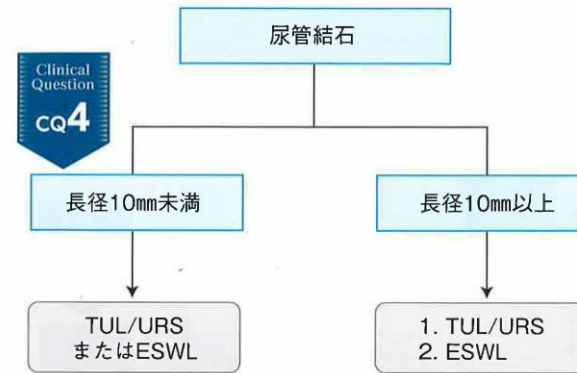 尿管結石
Clinical
Question
CQ4
長径10mm未満
長径10mm以上
TUL/URS
またはESWL
1. TUL/URS
2. ESWL